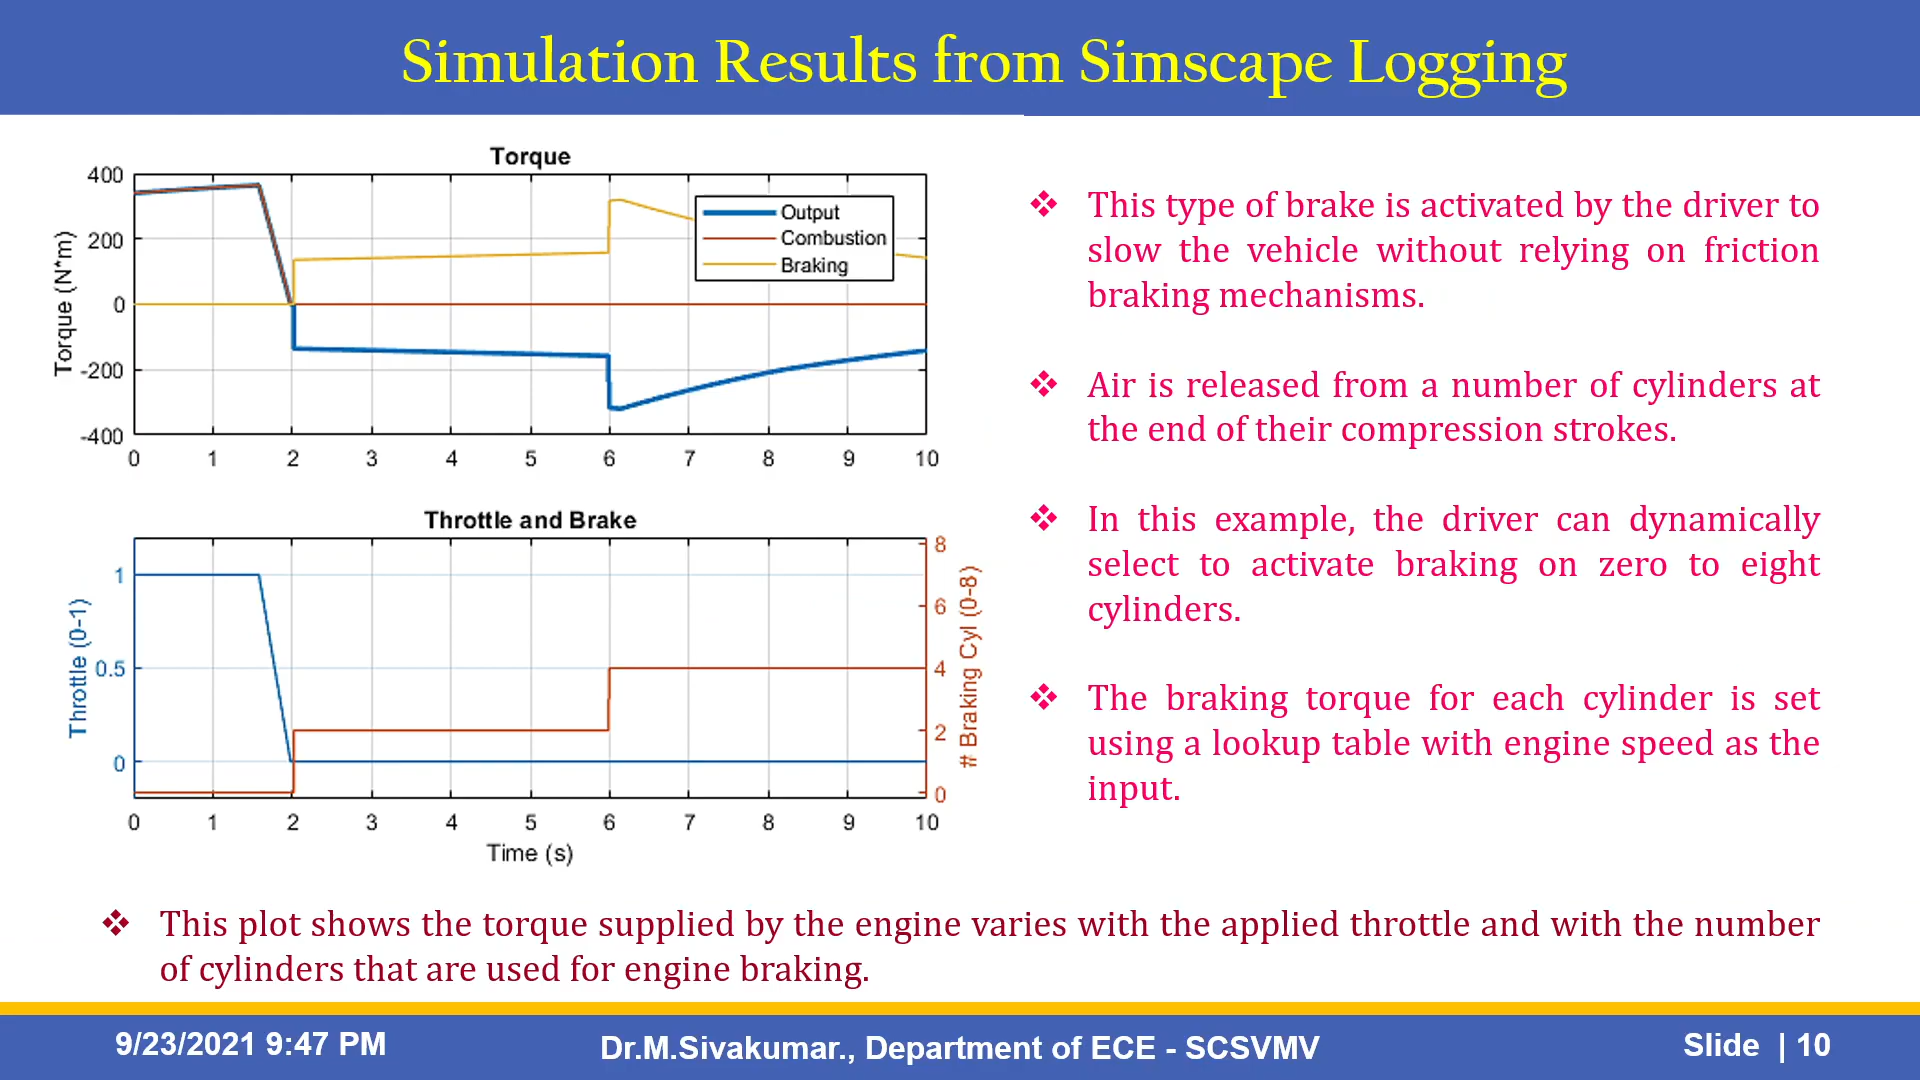 Simulation Results from Simscape Logging
Torque
400
200
0
-200
-400
Torque (N*m)
Output
Combustion
Braking
0 1 2 3 4 5 6 7 8 9 10
Throttle and Brake
1
0.5
0
Throttle (0-1)
8
6
4
2
0
# Braking Cyl (0-8)
0 1 2 3 4 5 6 7 8 9 10
Time (s)
❖ This type of brake is activated by the driver to
slow the vehicle without relying on friction
braking mechanisms.
❖ Air is released from a number of cylinders at
the end of their compression strokes.
❖ In this example, the driver can dynamically
select to activate braking on zero to eight
cylinders.
❖ The braking torque for each cylinder is set
using a lookup table with engine speed as the
input.
❖ This plot shows the torque supplied by the engine varies with the applied throttle and with the number
of cylinders that are used for engine braking.
9/23/2021 9:47 PM
Dr.M.Sivakumar., Department of ECE - SCSVMV
Slide | 10